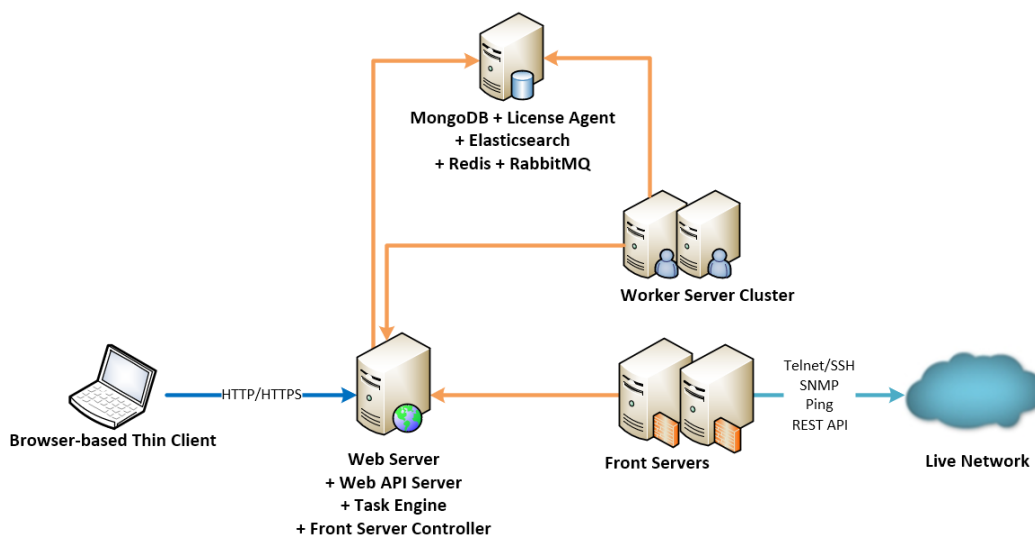 MongoDB + License Agent
+ Elasticsearch
+ Redis + RabbitMQ
Worker Server Cluster
HTTP/HTTPS
Telnet/SSH
SNMP
Ping
REST API
Browser-based Thin Client
Web Server
+ Web API Server
+ Task Engine
+ Front Server Controller
Front Servers
Live Network